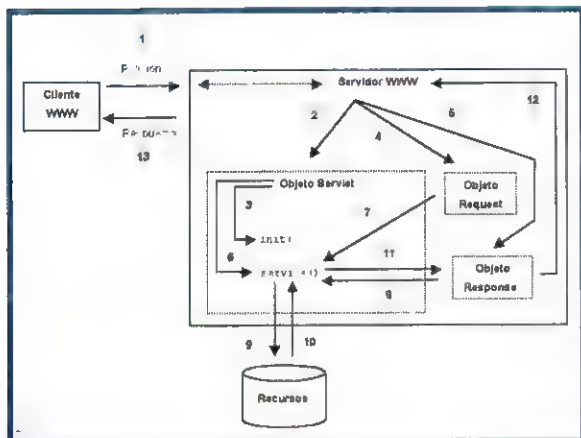 1
Cliente
WWW
13
Servidor WWW
2
4
5
12
Objeto Servlet
3
Objeto
Request
7
init(
6
11
Objeto
Response
9
10
Recursos